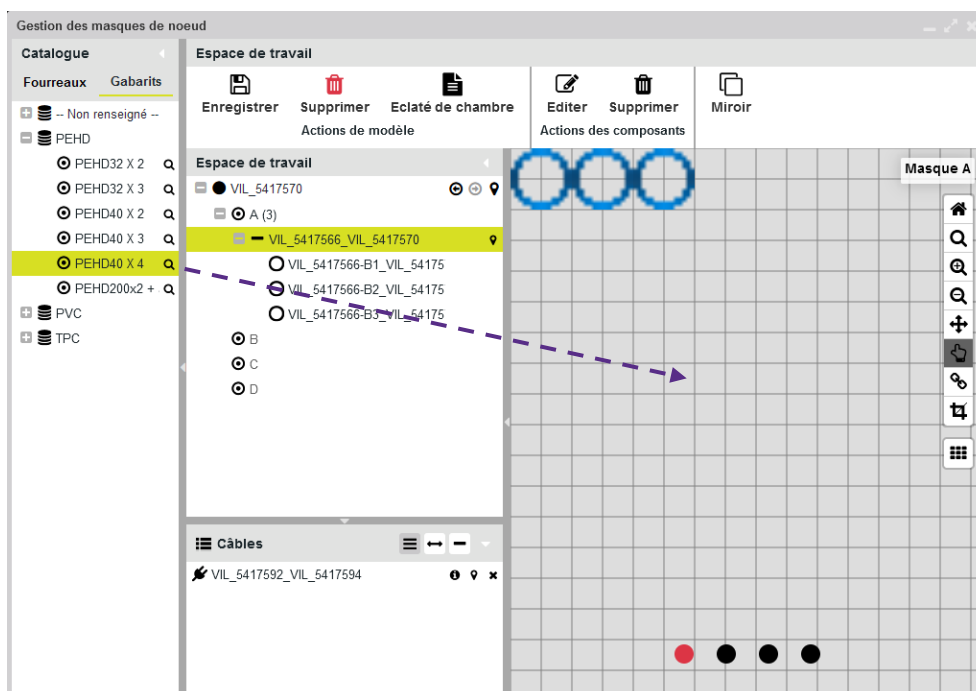 Gestion des masques de noeud
Catalogue
Espace de travail
Fourreaux Gabarits
Enregistrer Supprimer Eclaté de chambre
Actions de modèle
Editer Supprimer
Actions des composants
Miroir
-- Non renseigné --
PEHD
PEHD32 X 2
PEHD32 X 3
PEHD40 X 2
PEHD40 X 3
PEHD40 X 4
PEHD200x2 +
PVC
TPC
Espace de travail
VIL_5417570
A (3)
VIL_5417566_VIL_5417570
VIL_5417566-B1_VIL_54175
VIL_5417566-B2_VIL_54175
VIL_5417566-B3_VIL_54175
B
C
D
Masque A
Câbles
VIL_5417592_VIL_5417594